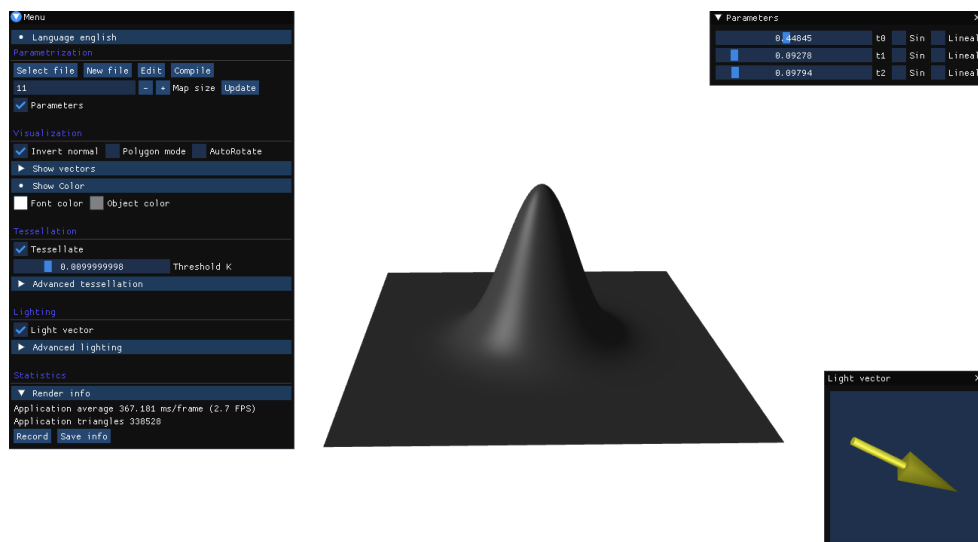 Menu
Language english
Parametrization
Select file New file Edit Compile
11 - + Map size Update
Parameters
Visualization
Invert normal Polygon mode AutoRotate
Show vectors
Show Color
Font color Object color
Tessellation
Tessellate
0.0099999998 Threshold K
Advanced tessellation
Lighting
Light vector
Advanced lighting
Statistics
Render info
Application average 367.181 ms/frame (2.7 FPS)
Application triangles 338528
Record Save info
Parameters
0.44845 t0 Sin Lineal
0.09278 t1 Sin Lineal
0.09794 t2 Sin Lineal
Light vector